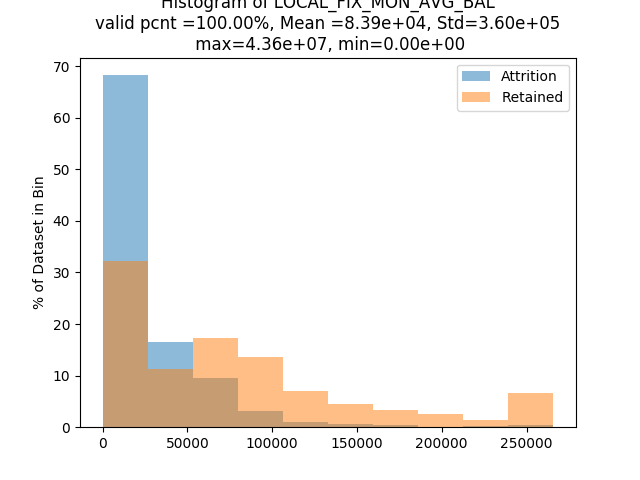 Histogram of LOCAL_FIX_MON_AVG_BAL
valid pcnt =100.00%, Mean =8.39e+04, Std=3.60e+05
max=4.36e+07, min=0.00e+00
Attrition
Retained
% of Dataset in Bin
70
60
50
40
30
20
10
0
0
50000
100000
150000
200000
250000